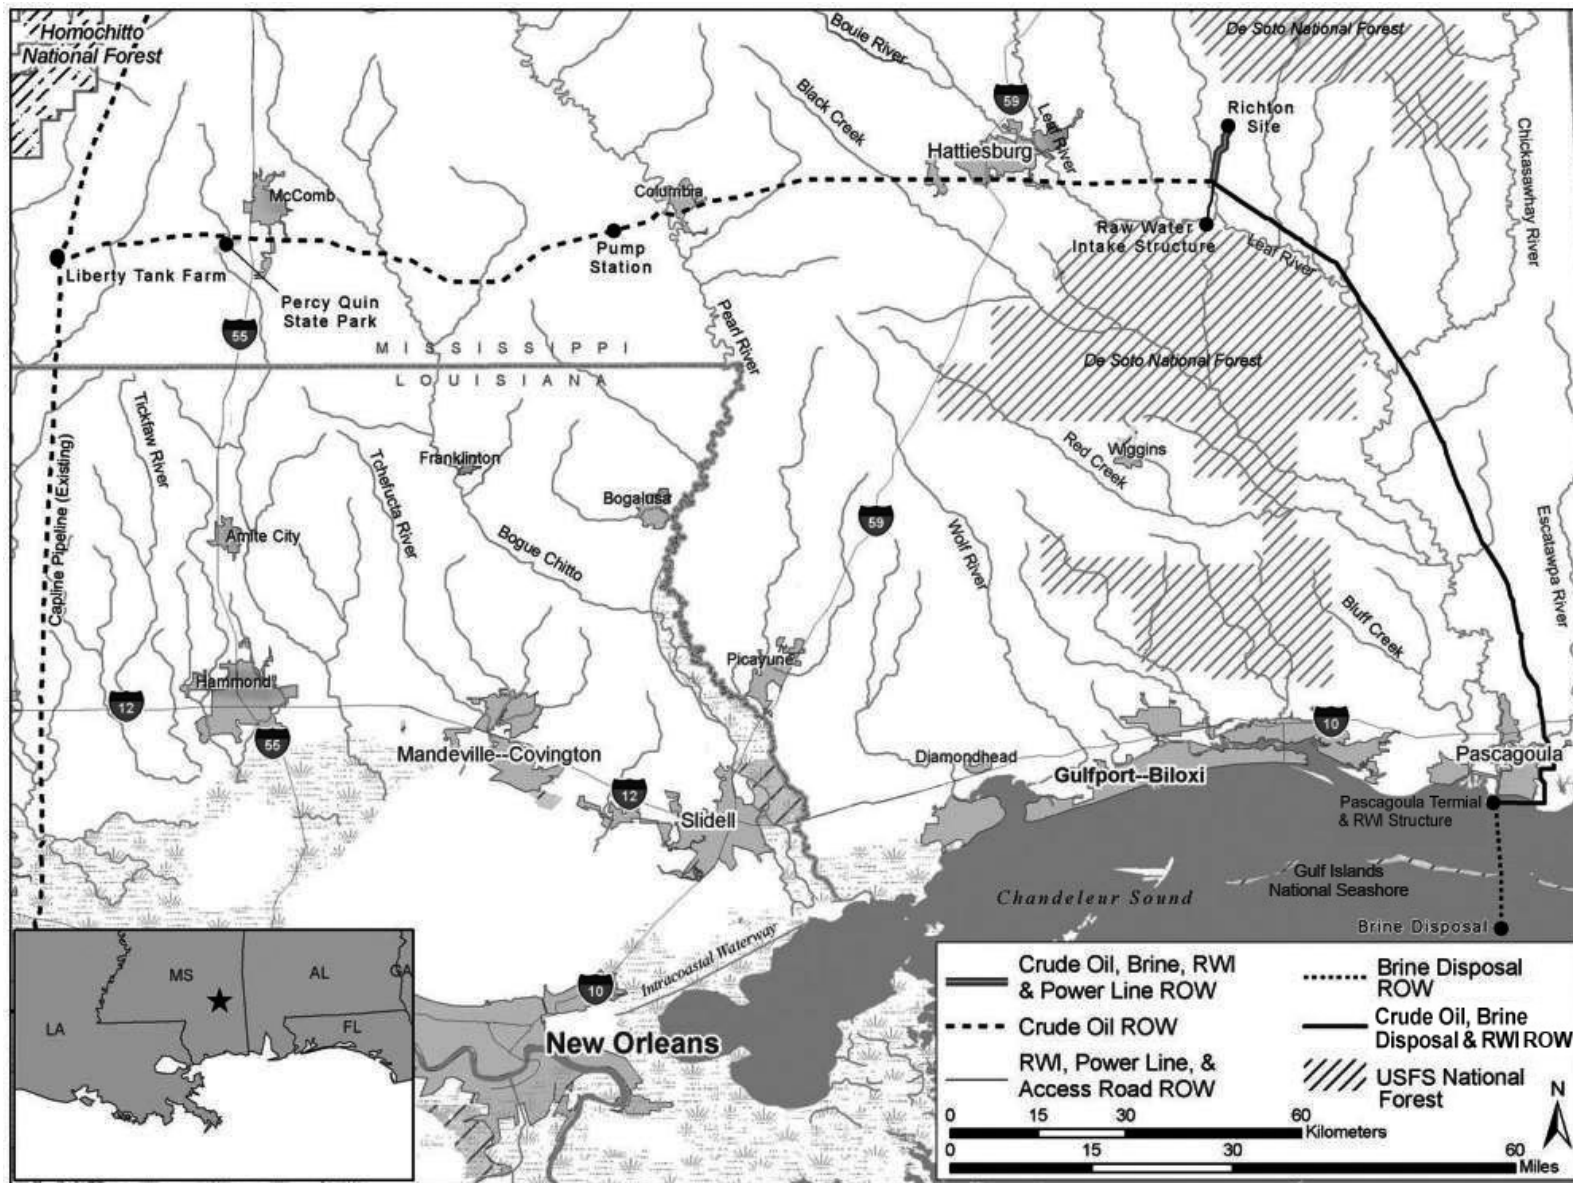 Homochitto
National Forest
Bouie River
De Soto National Forest
59
Leaf River
Black Creek
Richton
Site
Chickasawhay River
Hattiesburg
McComb
Columbia
Raw Water
Intake Structure
Leaf River
Pump
Station
Liberty Tank Farm
Percy Quin
State Park
55
Pearl River
MISSISSIPPI
LOUISIANA
De Soto National Forest
Tickfaw River
Tchefucta River
Franklinton
Wiggins
Red Creek
Capline Pipeline (Existing)
Bogalusa
59
Amite City
Bogue Chitto
Wolf River
Escatawpa River
Bluff Creek
Picayune
Hammond
12
55
10
Mandeville--Covington
Diamondhead
Pascagoula
Gulfport--Biloxi
12
Slidell
Pascagoula Termial
& RWI Structure
Gulf Islands
National Seashore
Chandeleur Sound
Brine Disposal
Intracoastal Waterway
10
New Orleans
MS
AL
GA
LA
FL
Crude Oil, Brine, RWI
& Power Line ROW
Crude Oil ROW
RWI, Power Line, &
Access Road ROW
Brine Disposal
ROW
Crude Oil, Brine
Disposal & RWI ROW
USFS National
Forest
N
0 15 30 60
Kilometers
0 15 30 60
Miles